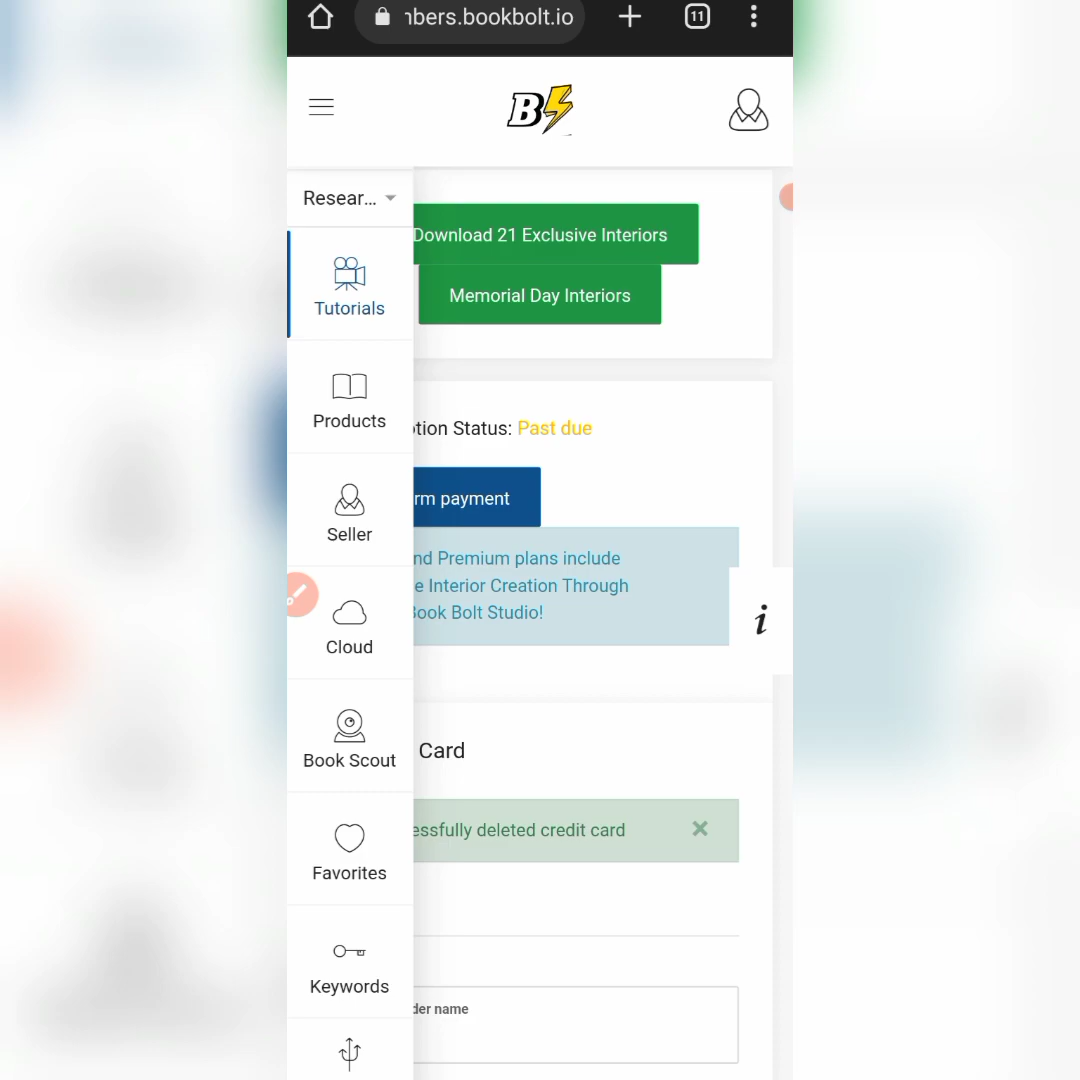 nbers.bookbolt.io
11
B
Resear...
Download 21 Exclusive Interiors
Memorial Day Interiors
Tutorials
Products
otion Status: Past due
Seller
rm payment
nd Premium plans include
e Interior Creation Through
Book Bolt Studio!
i
Cloud
Book Scout
Card
essfully deleted credit card
Favorites
Keywords
der name